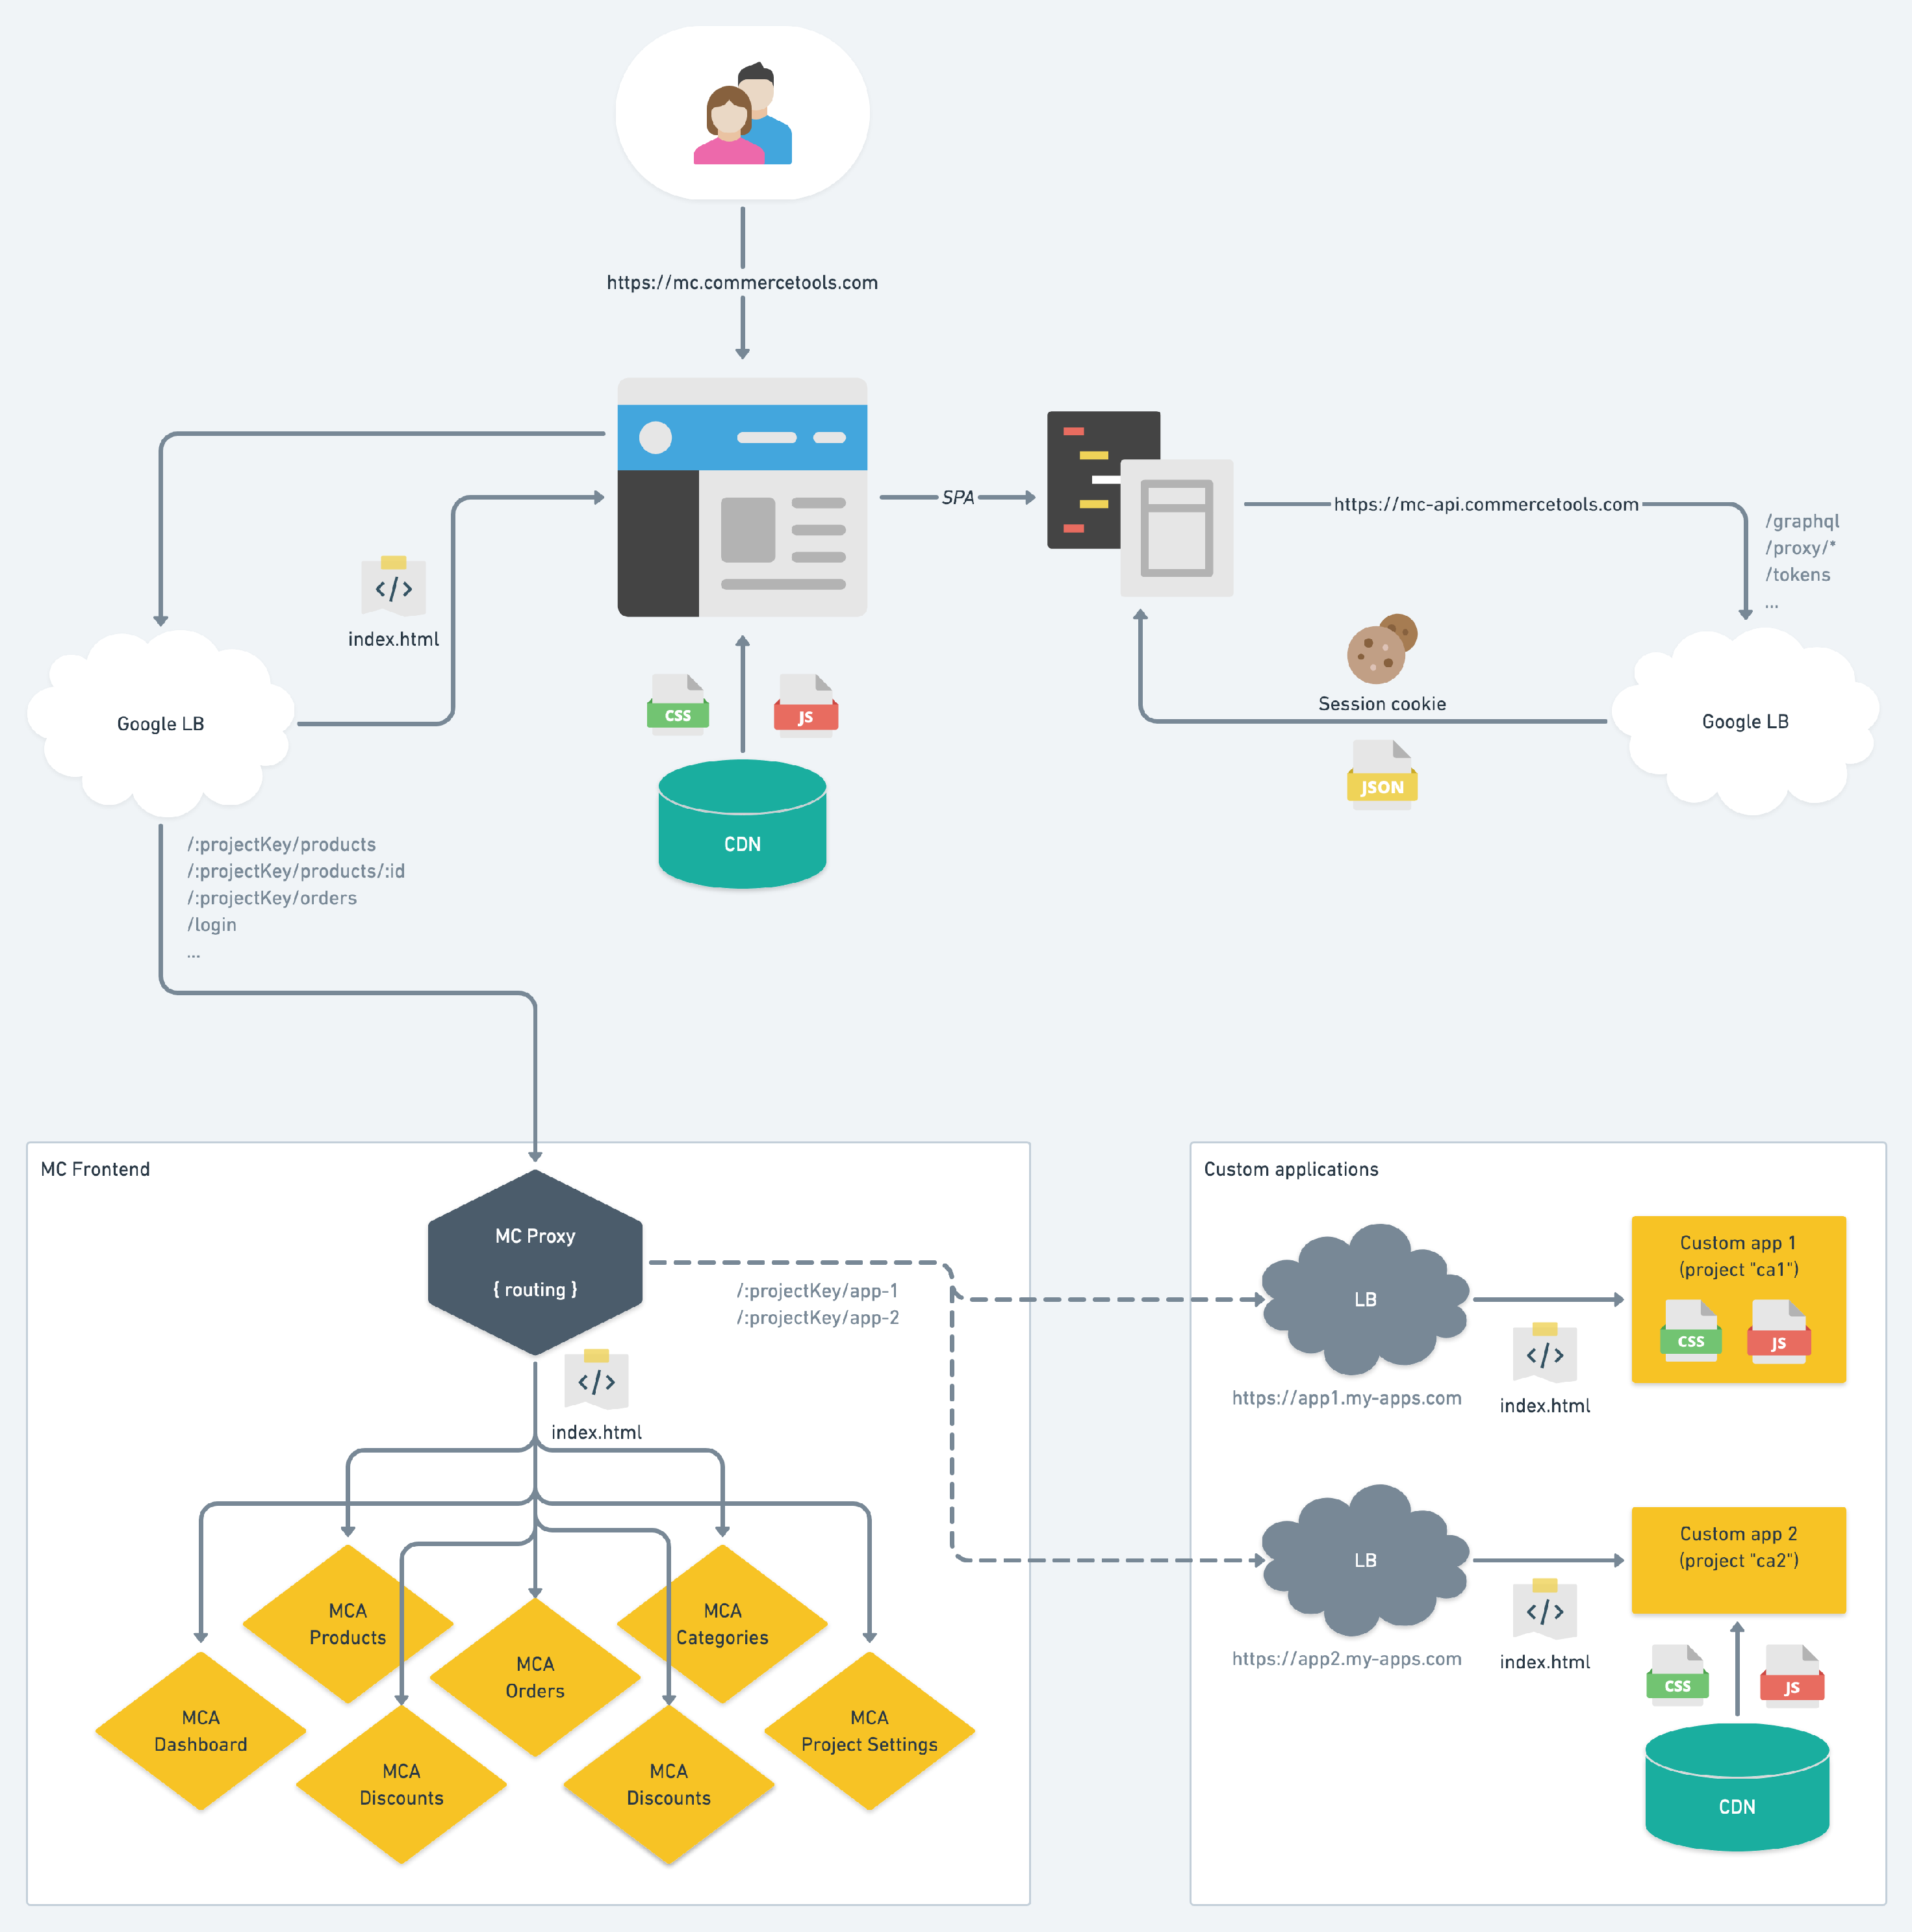 https://mc.commercetools.com
SPA
https://mc-api.commercetools.com
/graphql
/proxy/*
/tokens
...
</>
index.html
Google LB
CSS
JS
CDN
Session cookie
JSON
Google LB
/:projectKey/products
/:projectKey/products/:id
/:projectKey/orders
/login
...
MC Frontend
MC Proxy
{ routing }
/:projectKey/app-1
/:projectKey/app-2
</>
index.html
MCA
Products
MCA
Categories
MCA
Orders
MCA
Dashboard
MCA
Project Settings
MCA
Discounts
MCA
Discounts
Custom applications
LB
https://app1.my-apps.com
</>
index.html
Custom app 1
(project "ca1")
CSS
JS
LB
https://app2.my-apps.com
</>
index.html
Custom app 2
(project "ca2")
CSS
JS
CDN